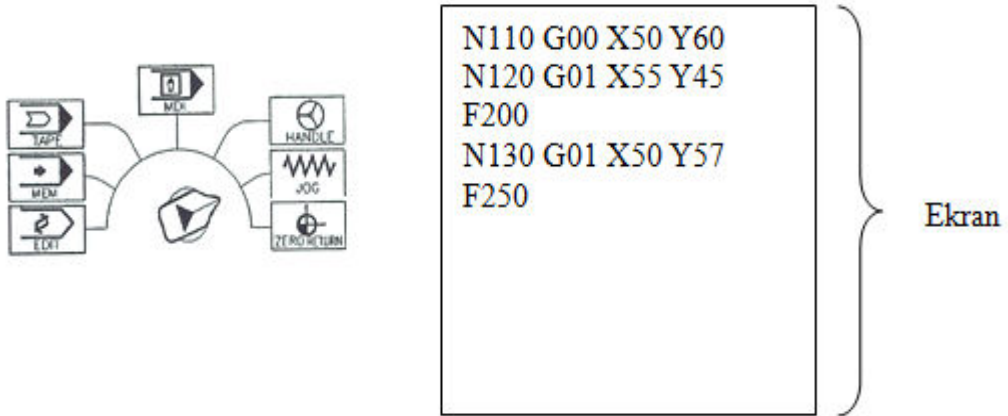 MDI
TAPE
HANDLE
MEM
JOG
EDIT
ZERO RETURN
N110 G00 X50 Y60
N120 G01 X55 Y45
F200
N130 G01 X50 Y57
F250
Ekran